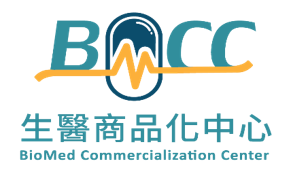 BMCC
生醫商品化中心
BioMed Commercialization Center